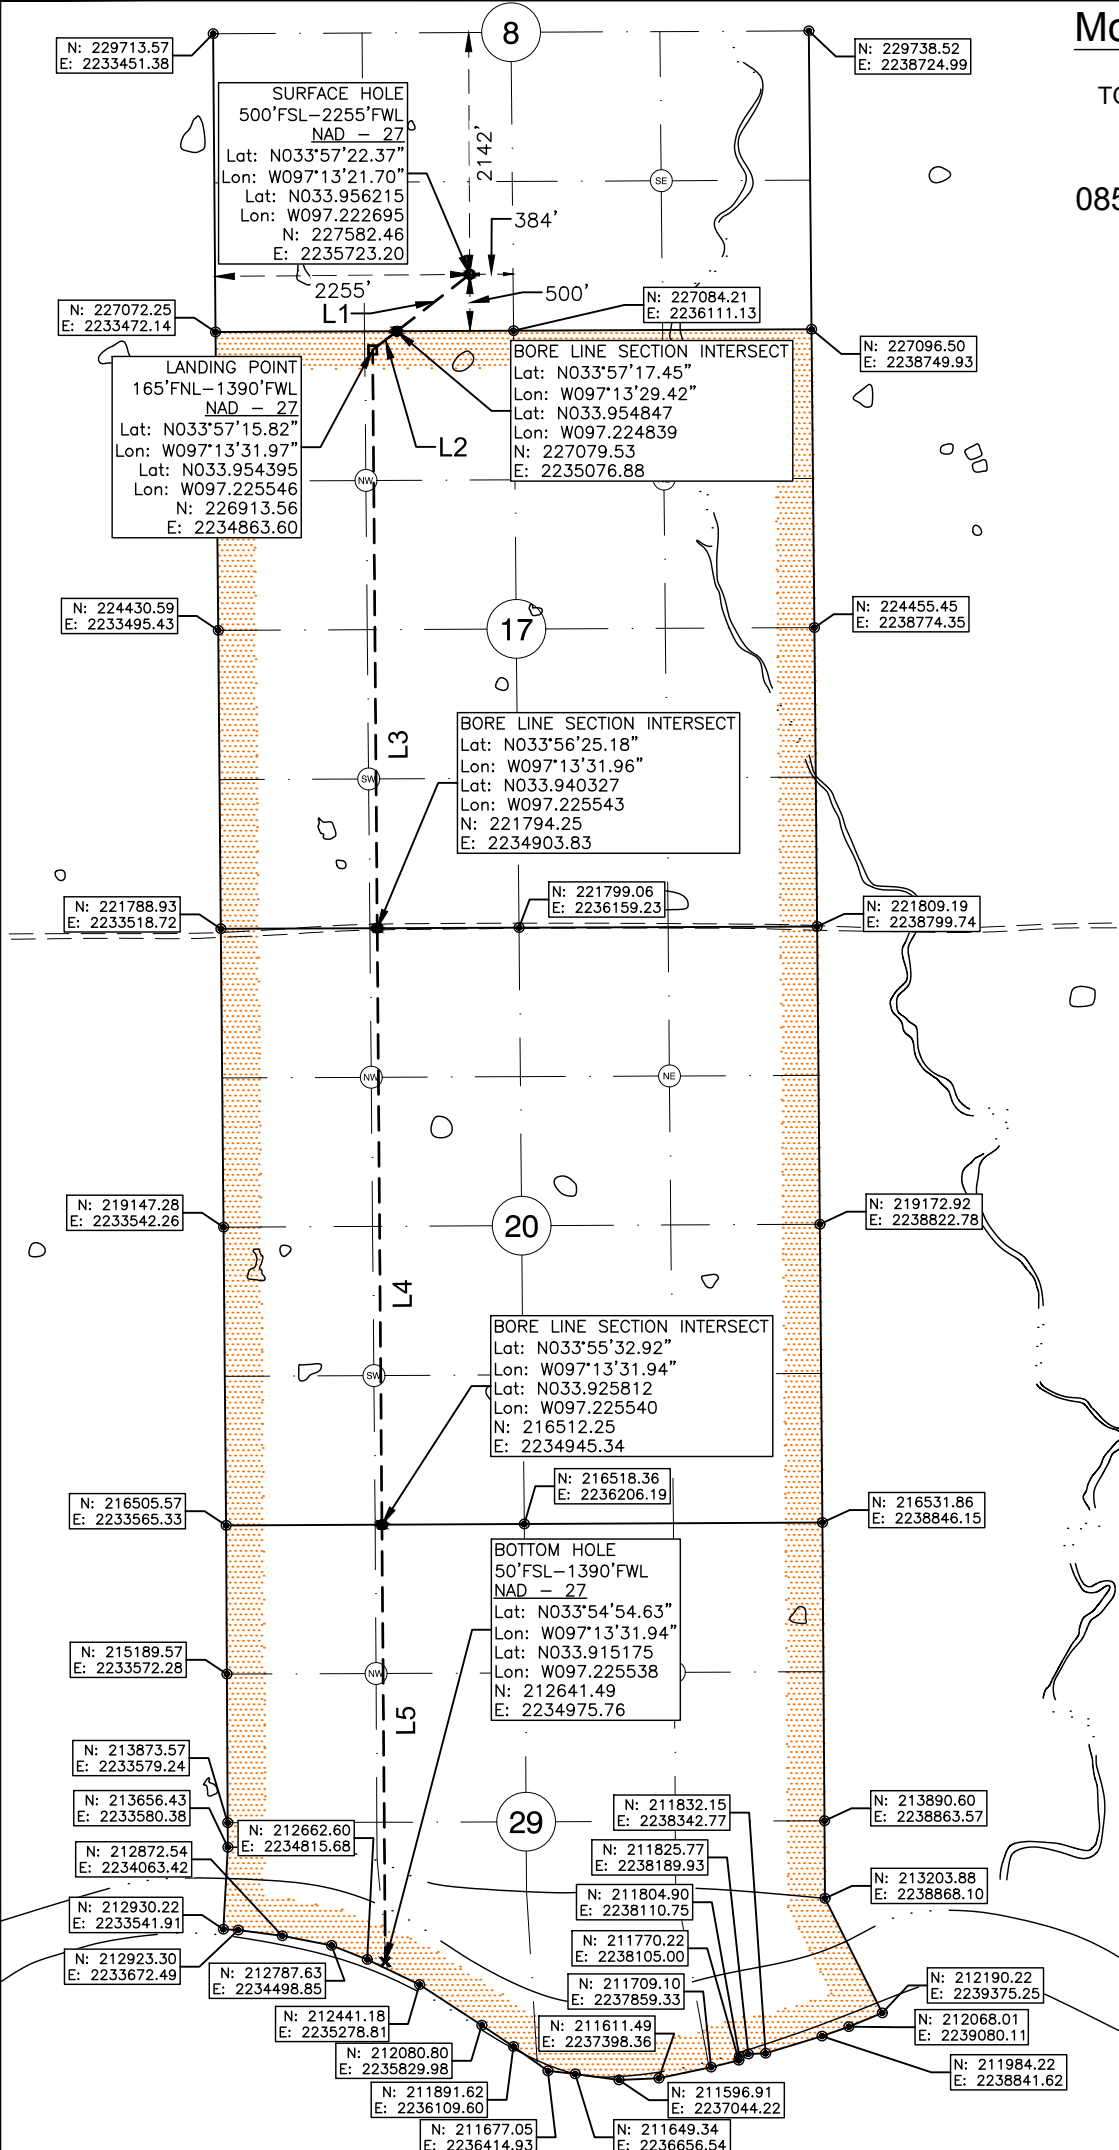 Mo
TO
085
8
N: 229713.57
E: 2233451.38
N: 229738.52
E: 2238724.99
SURFACE HOLE
500'FSL-2255'FWL
NAD - 27
Lat: N033°57'22.37"
Lon: W097°13'21.70"
Lat: N033.956215
Lon: W097.222695
N: 227582.46
E: 2235723.20
2142'
SE
384'
2255'
500'
L1
N: 227072.25
E: 2233472.14
N: 227084.21
E: 2236111.13
N: 227096.50
E: 2238749.93
LANDING POINT
165'FNL-1390'FWL
NAD - 27
Lat: N033°57'15.82"
Lon: W097°13'31.97"
Lat: N033.954395
Lon: W097.225546
N: 226913.56
E: 2234863.60
L2
BORE LINE SECTION INTERSECT
Lat: N033°57'17.45"
Lon: W097°13'29.42"
Lat: N033.954847
Lon: W097.224839
N: 227079.53
E: 2235076.88
NW
N: 224430.59
E: 2233495.43
17
N: 224455.45
E: 2238774.35
L3
SW
BORE LINE SECTION INTERSECT
Lat: N033°56'25.18"
Lon: W097°13'31.96"
Lat: N033.940327
Lon: W097.225543
N: 221794.25
E: 2234903.83
N: 221788.93
E: 2233518.72
N: 221799.06
E: 2236159.23
N: 221809.19
E: 2238799.74
NW
NE
N: 219147.28
E: 2233542.26
20
N: 219172.92
E: 2238822.78
L4
SW
BORE LINE SECTION INTERSECT
Lat: N033°55'32.92"
Lon: W097°13'31.94"
Lat: N033.925812
Lon: W097.225540
N: 216512.25
E: 2234945.34
N: 216505.57
E: 2233565.33
N: 216518.36
E: 2236206.19
N: 216531.86
E: 2238846.15
BOTTOM HOLE
50'FSL-1390'FWL
NAD - 27
Lat: N033°54'54.63"
Lon: W097°13'31.94"
Lat: N033.915175
Lon: W097.225538
N: 212641.49
E: 2234975.76
N: 215189.57
E: 2233572.28
NW
L5
N: 213873.57
E: 2233579.24
N: 213656.43
E: 2233580.38
29
N: 213890.60
E: 2238863.57
N: 212662.60
E: 2234815.68
N: 212872.54
E: 2234063.42
N: 211832.15
E: 2238342.77
N: 211825.77
E: 2238189.93
N: 211804.90
E: 2238110.75
N: 213203.88
E: 2238868.10
N: 212930.22
E: 2233541.91
N: 211770.22
E: 2238105.00
N: 212923.30
E: 2233672.49
N: 212787.63
E: 2234498.85
N: 211709.10
E: 2237859.33
N: 212190.22
E: 2239375.25
N: 212441.18
E: 2235278.81
N: 211611.49
E: 2237398.36
N: 212068.01
E: 2239080.11
N: 212080.80
E: 2235829.98
N: 211984.22
E: 2238841.62
N: 211891.62
E: 2236109.60
N: 211596.91
E: 2237044.22
N: 211677.05
E: 2236414.93
N: 211649.34
E: 2236656.54